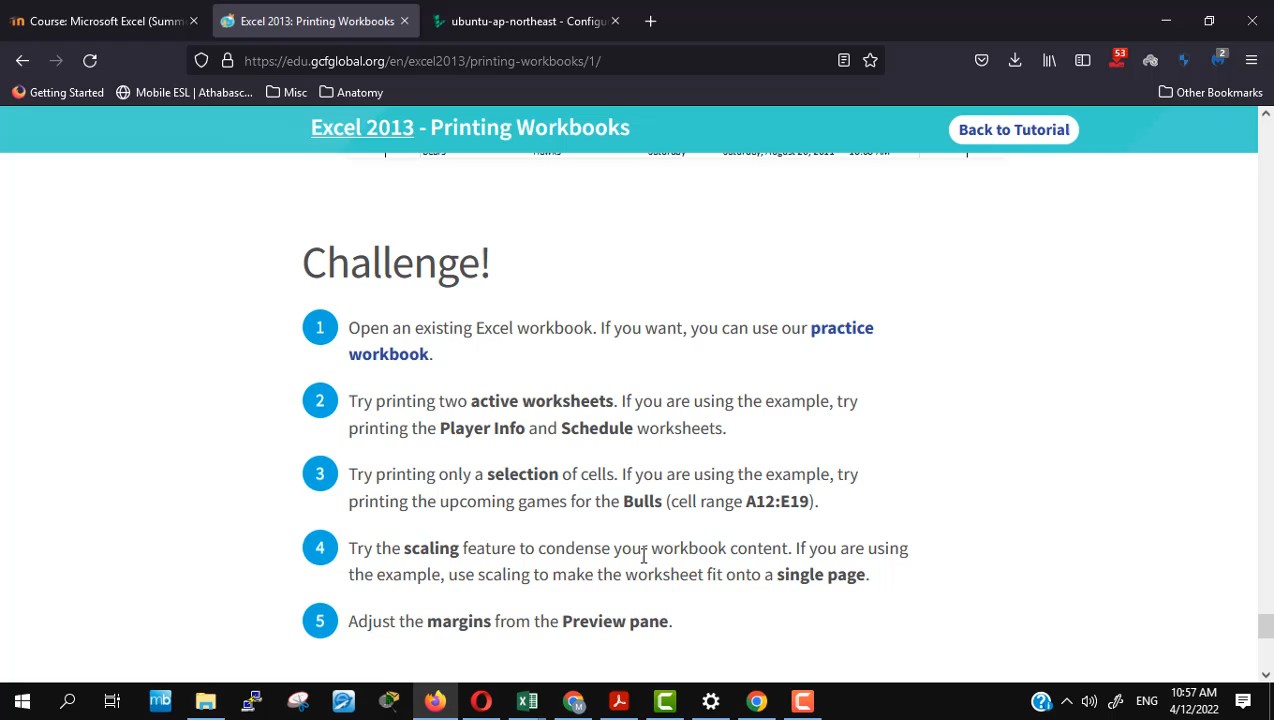 Course: Microsoft Excel (Summ
Excel 2013: Printing Workbooks
ubuntu-ap-northeast - Configu
https://edu.gcfglobal.org/en/excel2013/printing-workbooks/1/
53
2
Getting Started
Mobile ESL | Athabasc...
Misc
Anatomy
Other Bookmarks
Excel 2013 - Printing Workbooks
Back to Tutorial
Challenge!
1 Open an existing Excel workbook. If you want, you can use our practice
workbook.
2 Try printing two active worksheets. If you are using the example, try
printing the Player Info and Schedule worksheets.
3 Try printing only a selection of cells. If you are using the example, try
printing the upcoming games for the Bulls (cell range A12:E19).
4 Try the scaling feature to condense your workbook content. If you are using
the example, use scaling to make the worksheet fit onto a single page.
5 Adjust the margins from the Preview pane.
mb
ENG
10:57 AM
4/12/2022